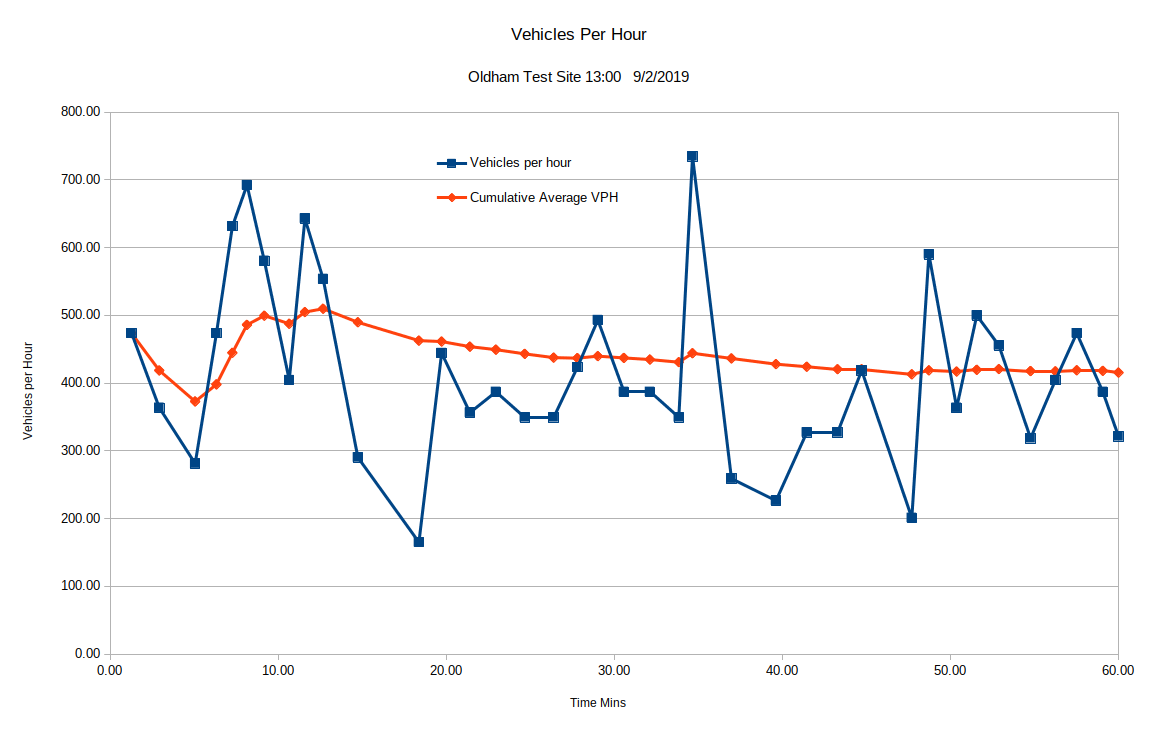 Vehicles Per Hour
Oldham Test Site 13:00   9/2/2019
800.00
700.00
600.00
500.00
400.00
300.00
200.00
100.00
0.00
Vehicles per Hour
Vehicles per hour
Cumulative Average VPH
0.00 10.00 20.00 30.00 40.00 50.00 60.00
Time Mins